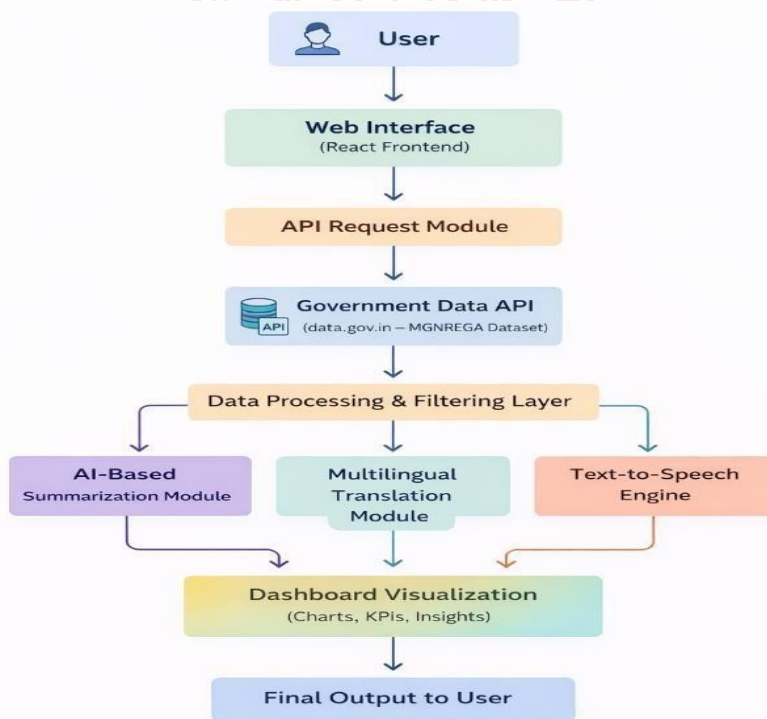 User
Web Interface
(React Frontend)
API Request Module
Government Data API
API
(data.gov.in – MGNREGA Dataset)
Data Processing & Filtering Layer
AI-Based
Summarization Module
Multilingual
Translation
Module
Text-to-Speech
Engine
Dashboard Visualization
(Charts, KPis, Insights)
Final Output to User